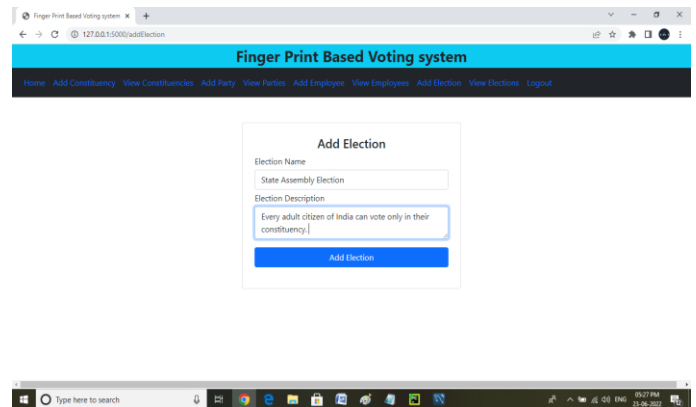 Finger Print Based Voting system
127.0.0.1:5000/addElection
Finger Print Based Voting system
Home Add Constituency View Constituencies Add Party View Parties Add Employee View Employees Add Election View Elections Logout
Add Election
Election Name
State Assembly Election
Election Description
Every adult citizen of India can vote only in their
constituency.
Add Election
Type here to search
ENG
05:27 PM
23-06-2022